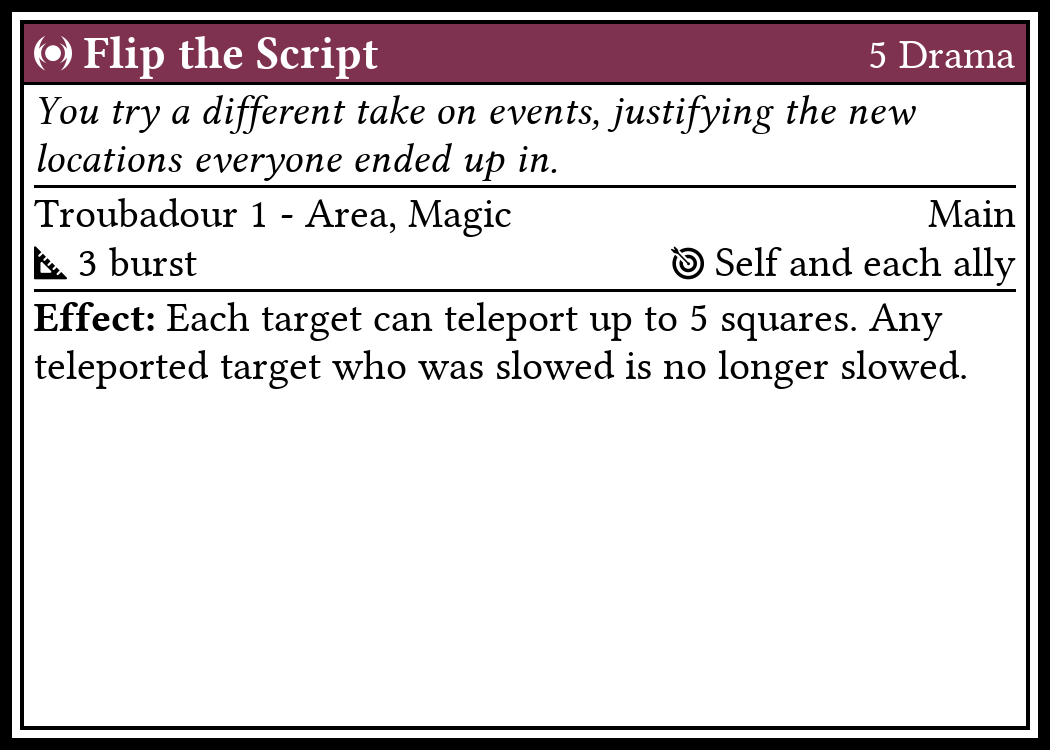 Flip the Script 5 Drama
You try a different take on events, justifying the new
locations everyone ended up in.
Troubadour 1 - Area, Magic Main
3 burst Self and each ally
Effect: Each target can teleport up to 5 squares. Any
teleported target who was slowed is no longer slowed.